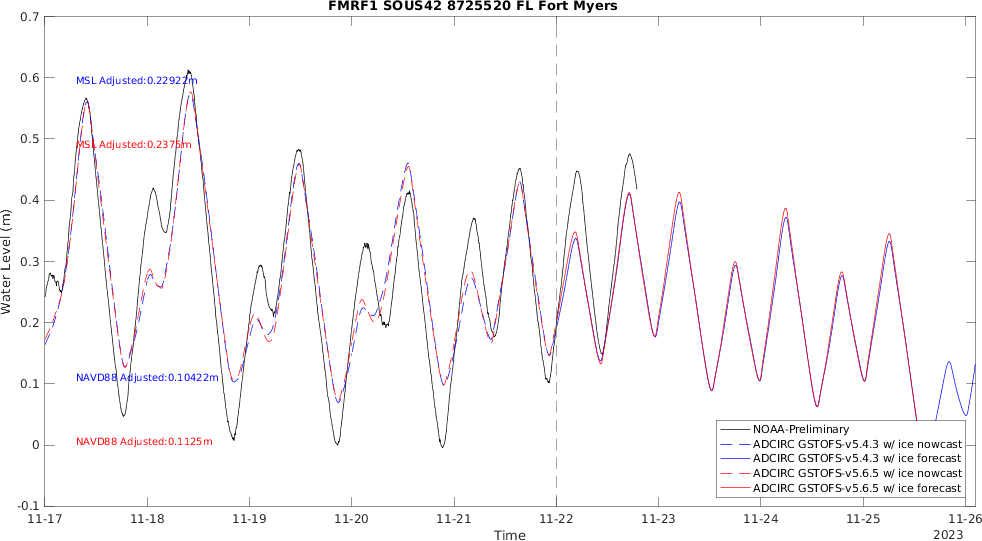 FMRF1 SOUS42 8725520 FL Fort Myers
0.7
0.6
0.5
0.4
0.3
0.2
0.1
0
-0.1
Water Level (m)
MSL Adjusted:0.22922m
MSL Adjusted:0.2375m
NAVD88 Adjusted:0.10422m
NAVD88 Adjusted:0.1125m
NOAA-Preliminary
ADCIRC GSTOFS-v5.4.3 w/ ice nowcast
ADCIRC GSTOFS-v5.4.3 w/ ice forecast
ADCIRC GSTOFS-v5.6.5 w/ ice nowcast
ADCIRC GSTOFS-v5.6.5 w/ ice forecast
11-17 11-18 11-19 11-20 11-21 11-22 11-23 11-24 11-25 11-26
Time
2023